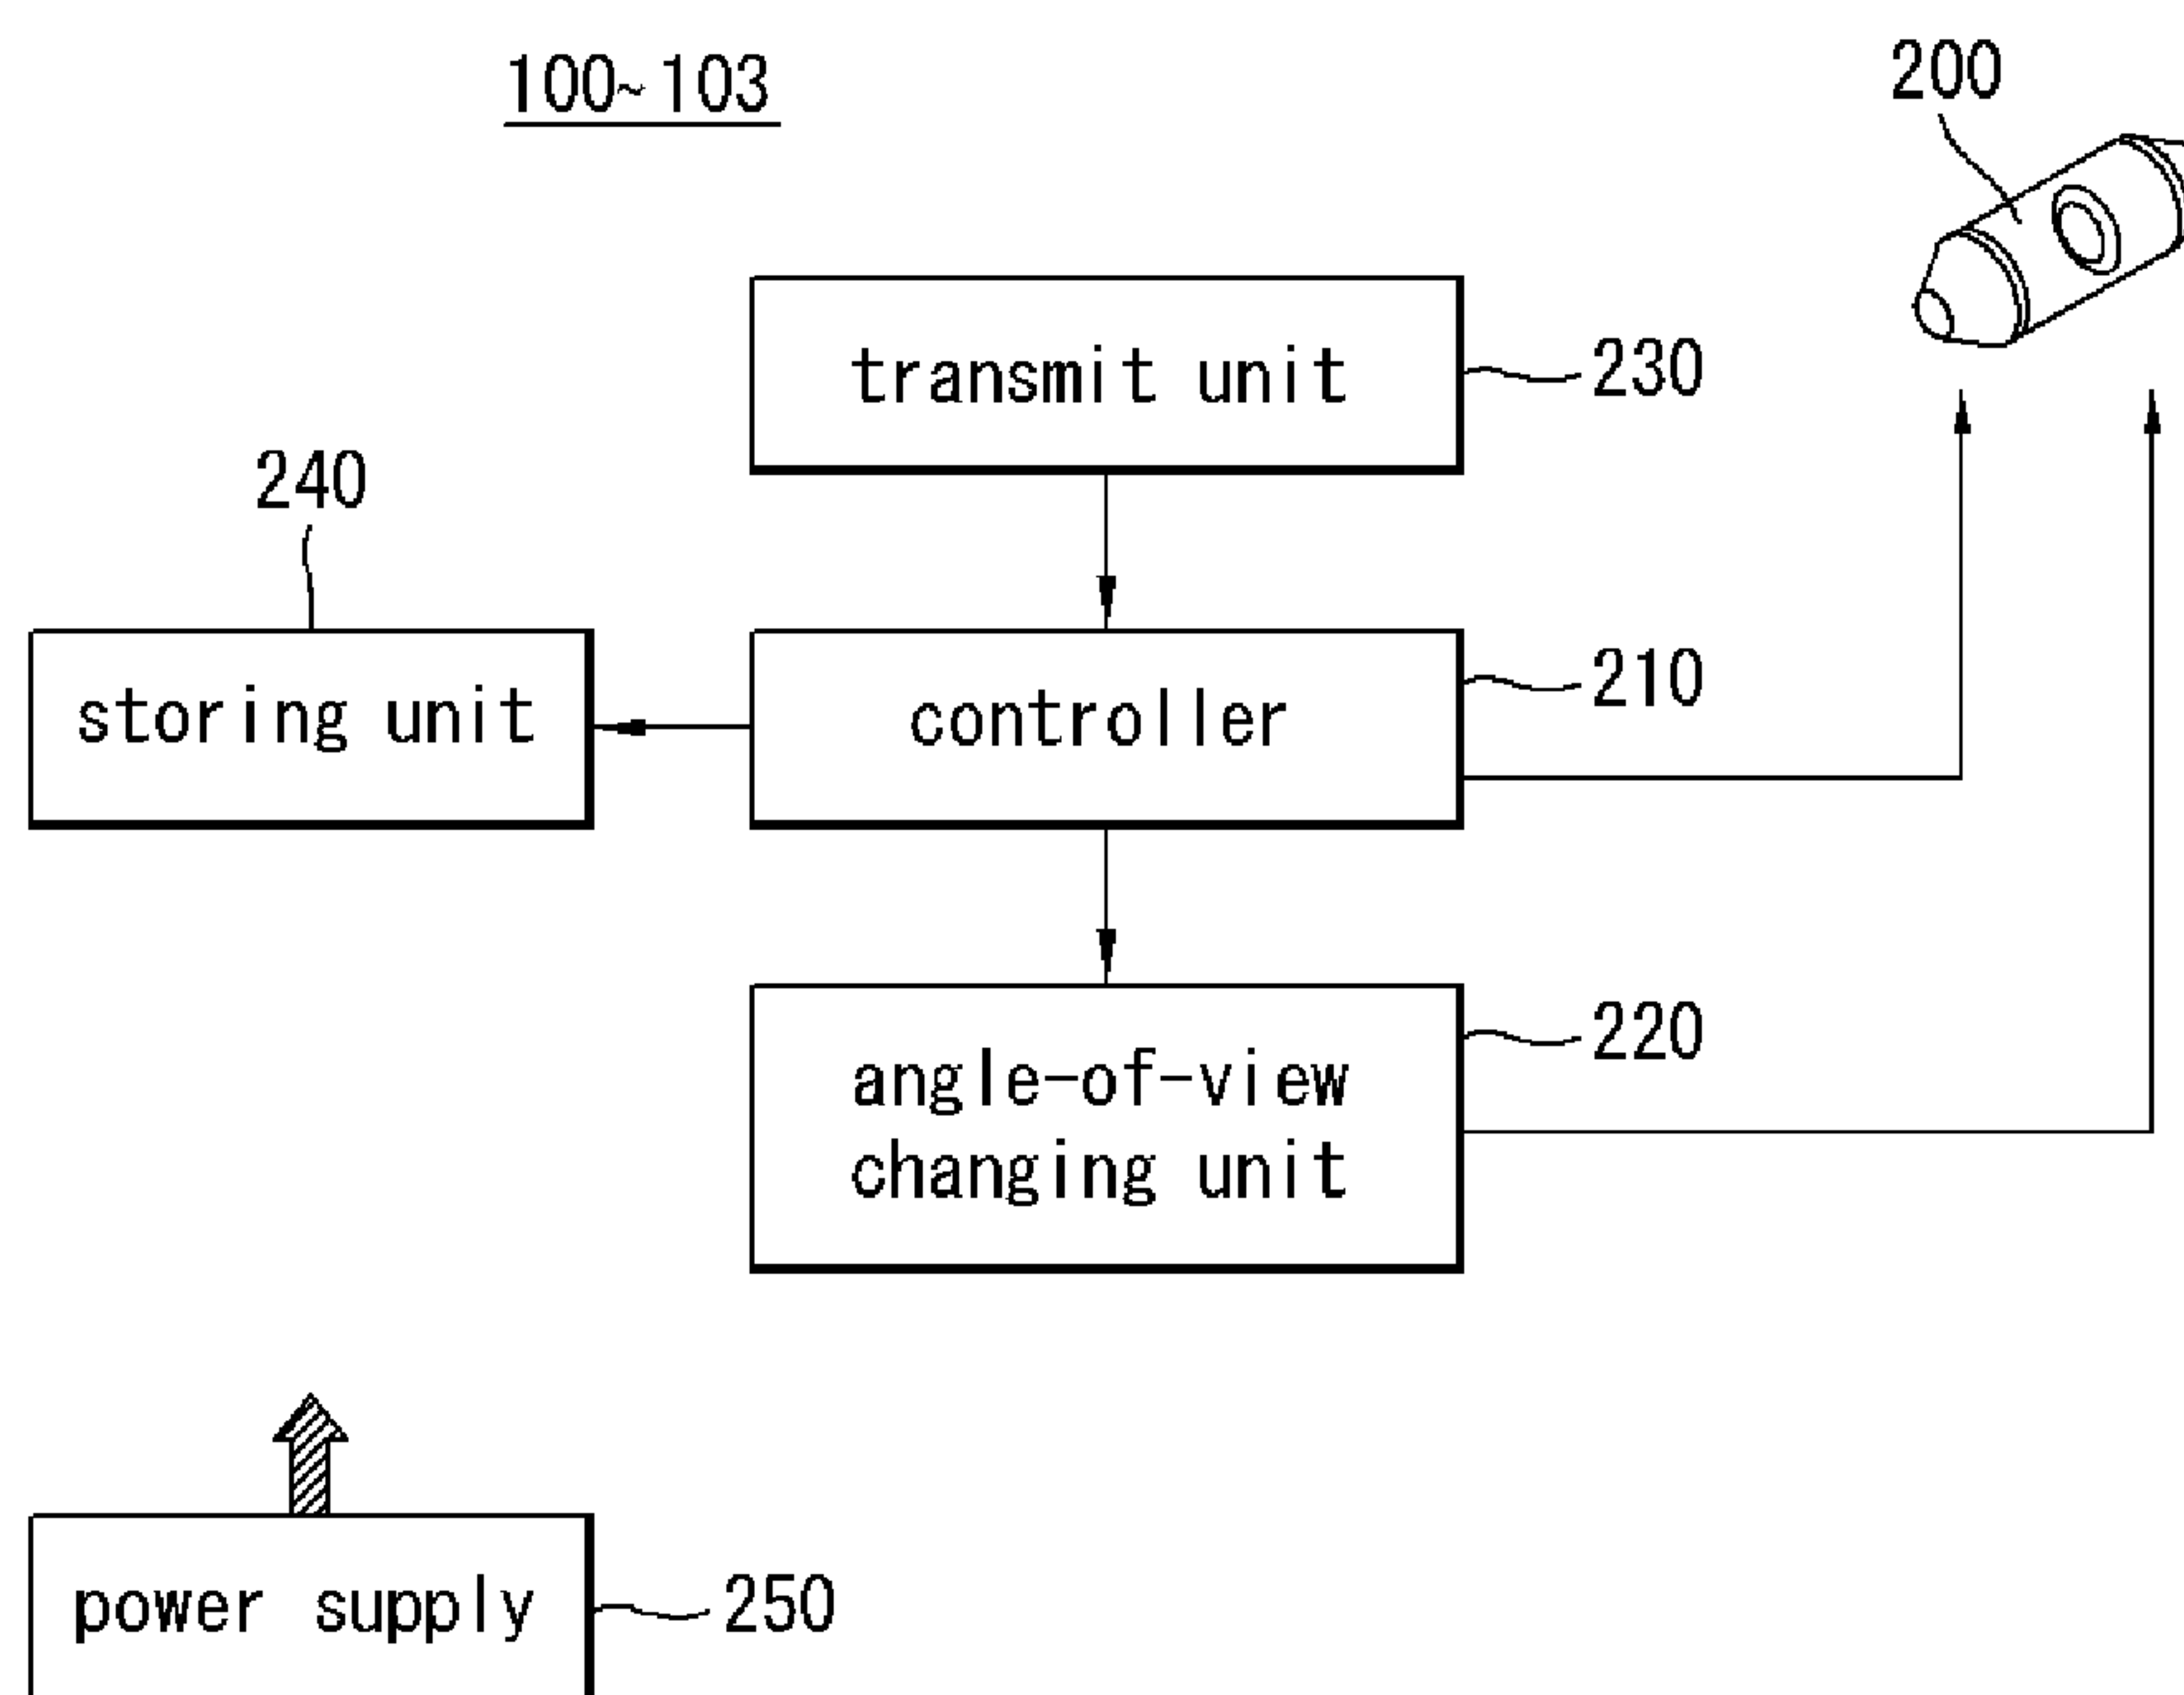 100~103
200
transmit unit
230
240
storing unit
controller
210
angle-of-view
changing unit
220
power supply
250